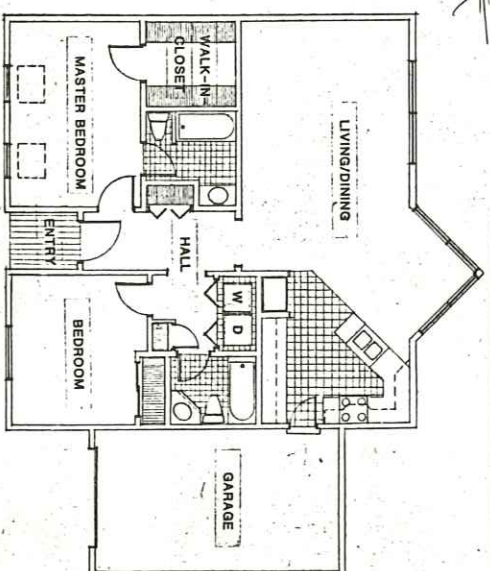 WALK-IN
CLOSET
MASTER BEDROOM
LIVING/DINING
ENTRY
HALL
W
D
BEDROOM
GARAGE